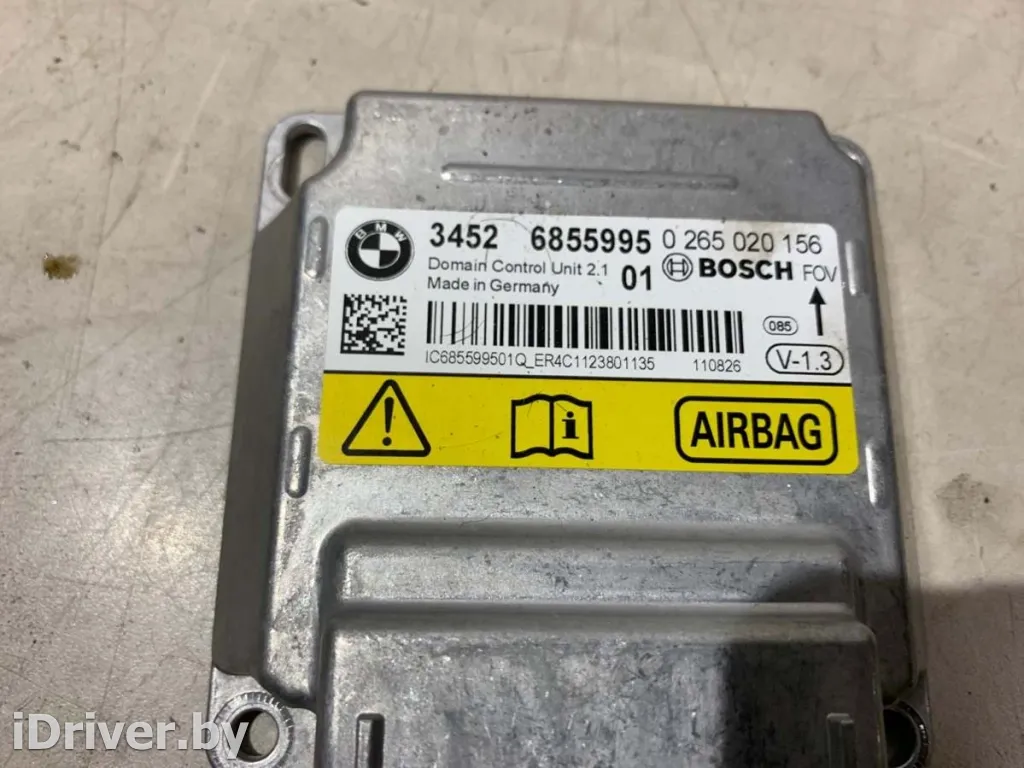 BMW
3452 6855995 0 265 020 156
Domain Control Unit 2.1 01 BOSCH FOV
Made in Germany
085
IC685599501Q_ER4C1123801135 110826 V-1.3
i
AIRBAG
iDriver.by